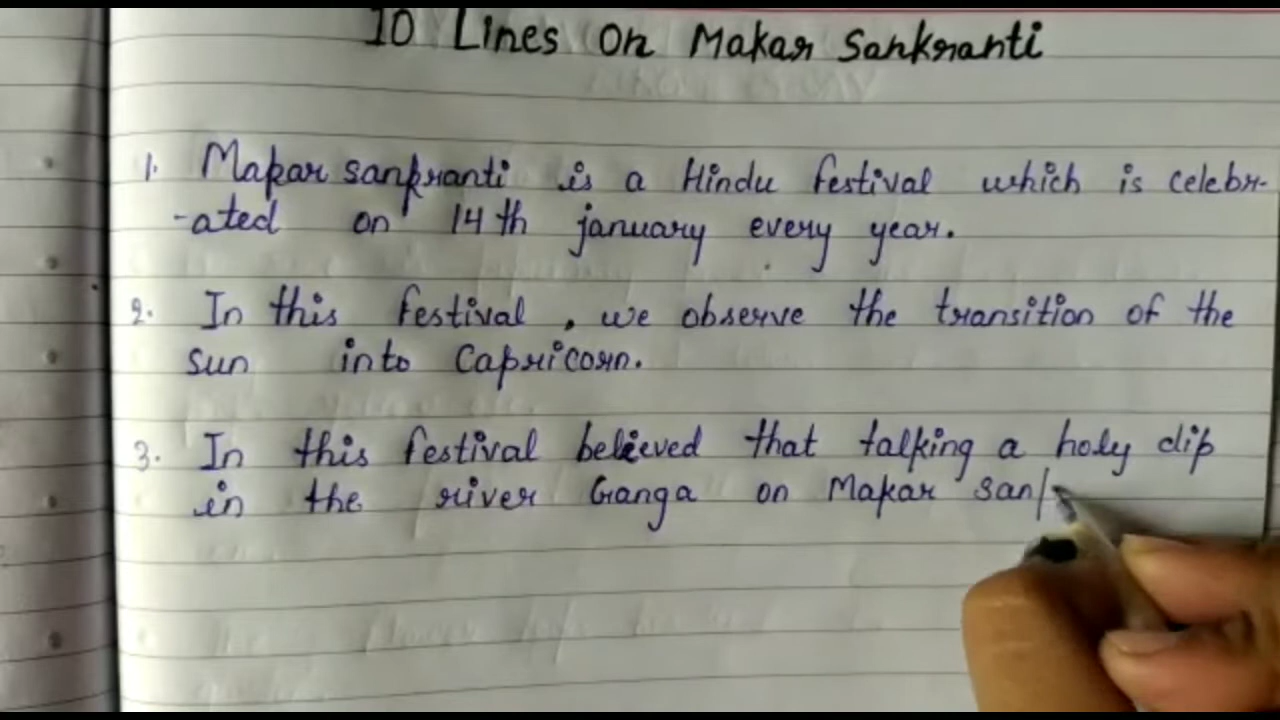 10 Lines On Makar Sankranti
1. Makar sankranti is a Hindu festival which is celebr-
-ated on 14th january every year.
2. In this festival, we observe the transition of the
sun into Capricorn.
3. In this festival believed that talking a holy dip
in the river Ganga on Makar san